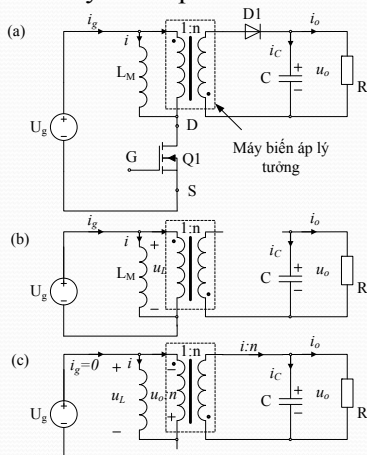 (a)
i_g
i
1:n
D1
i_o
L_M
i_C
+
C
−
u_o
R
U_g
+
−
D
G
Q1
S
Máy biến áp lý
tưởng
(b)
i_g
i
+
1:n
i_o
U_g
+
−
L_M
u_L
−
i_C
+
C
−
u_o
R
(c)
i_g=0
i
1:n
i:n
i_o
U_g
+
−
+
u_L
−
−
u_o:n
+
i_C
+
C
−
u_o
R